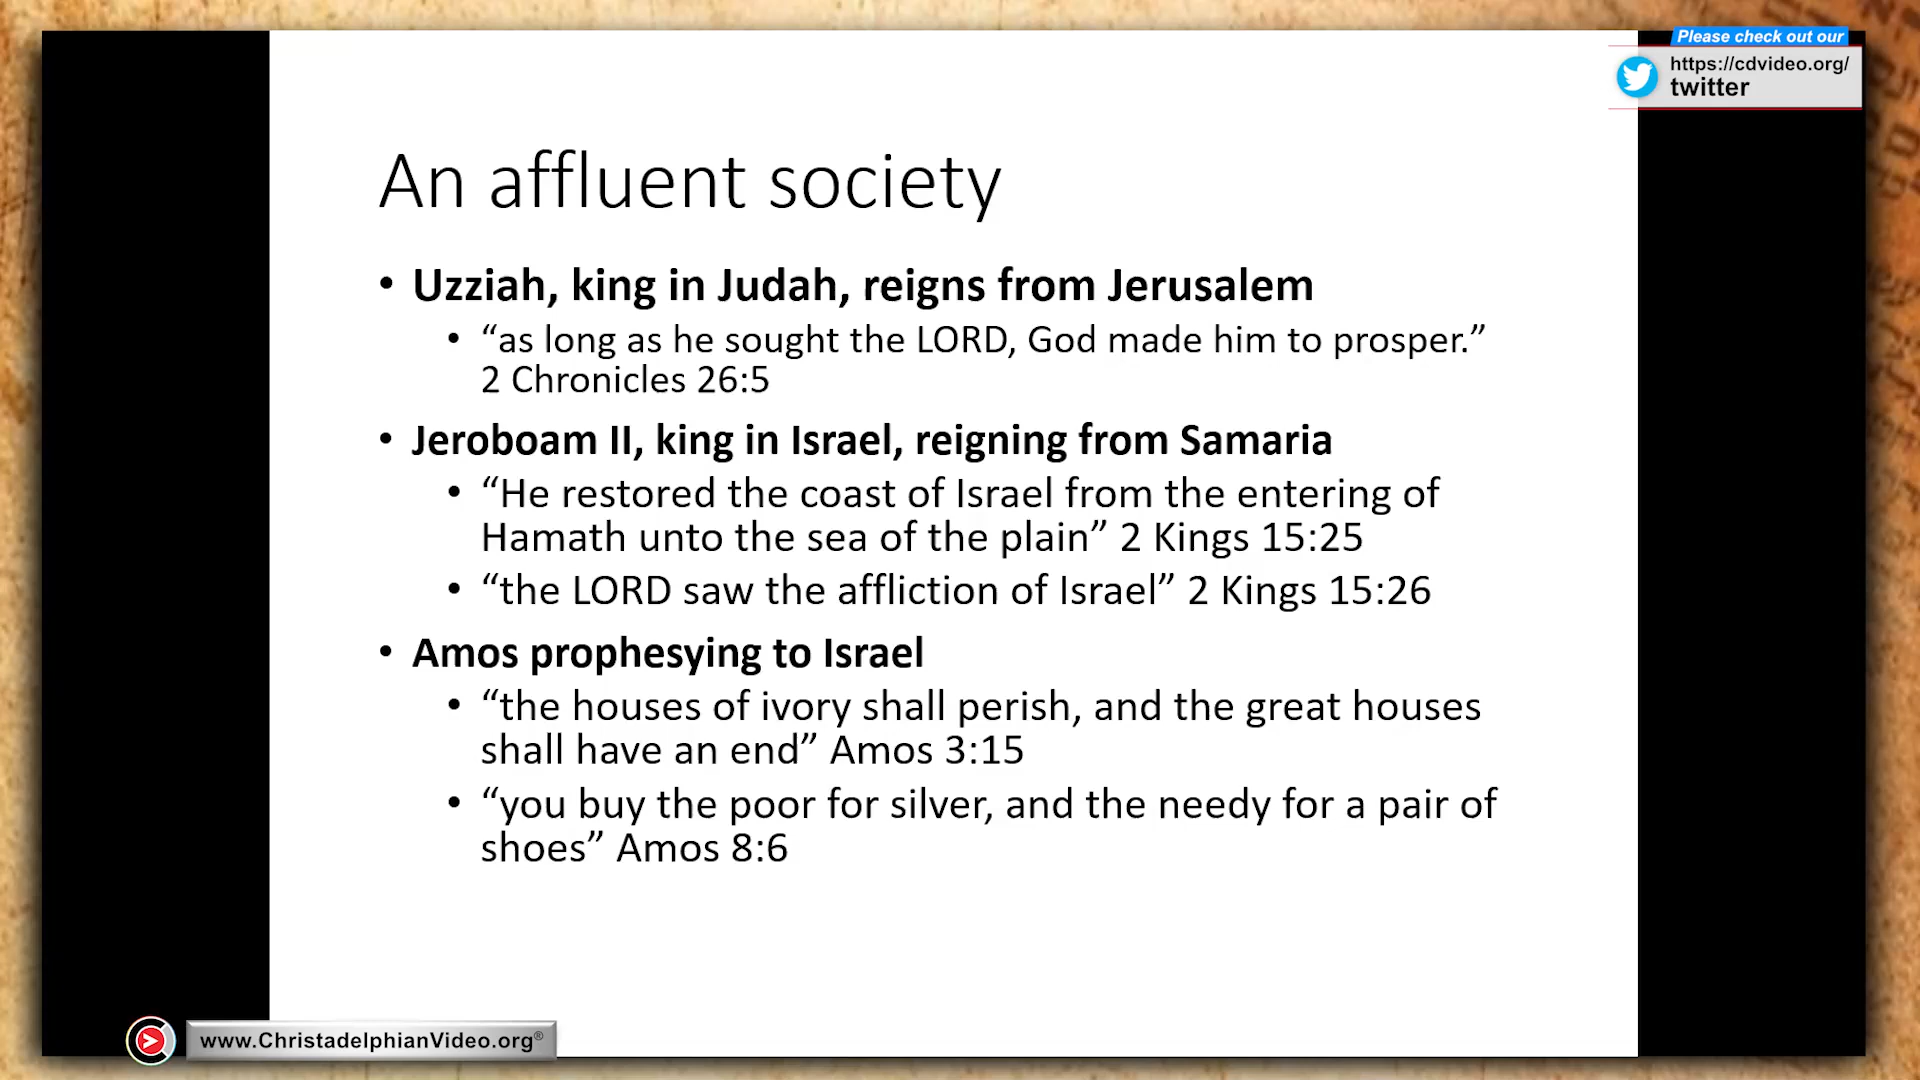 Please check out our
https://cdvideo.org/
twitter
An affluent society
• Uzziah, king in Judah, reigns from Jerusalem
• “as long as he sought the LORD, God made him to prosper.”
2 Chronicles 26:5
• Jeroboam II, king in Israel, reigning from Samaria
• “He restored the coast of Israel from the entering of
Hamath unto the sea of the plain” 2 Kings 15:25
• “the LORD saw the affliction of Israel” 2 Kings 15:26
• Amos prophesying to Israel
• “the houses of ivory shall perish, and the great houses
shall have an end” Amos 3:15
• “you buy the poor for silver, and the needy for a pair of
shoes” Amos 8:6
www.ChristadelphianVideo.org®